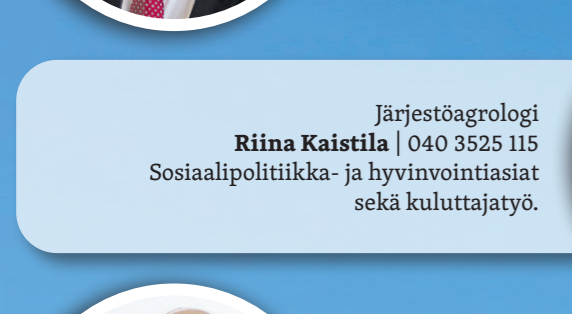 Järjestöagrologi
Riina Kaistila | 040 3525 115
Sosiaalipolitiikka- ja hyvinvointiasiat
sekä kuluttajatyö.